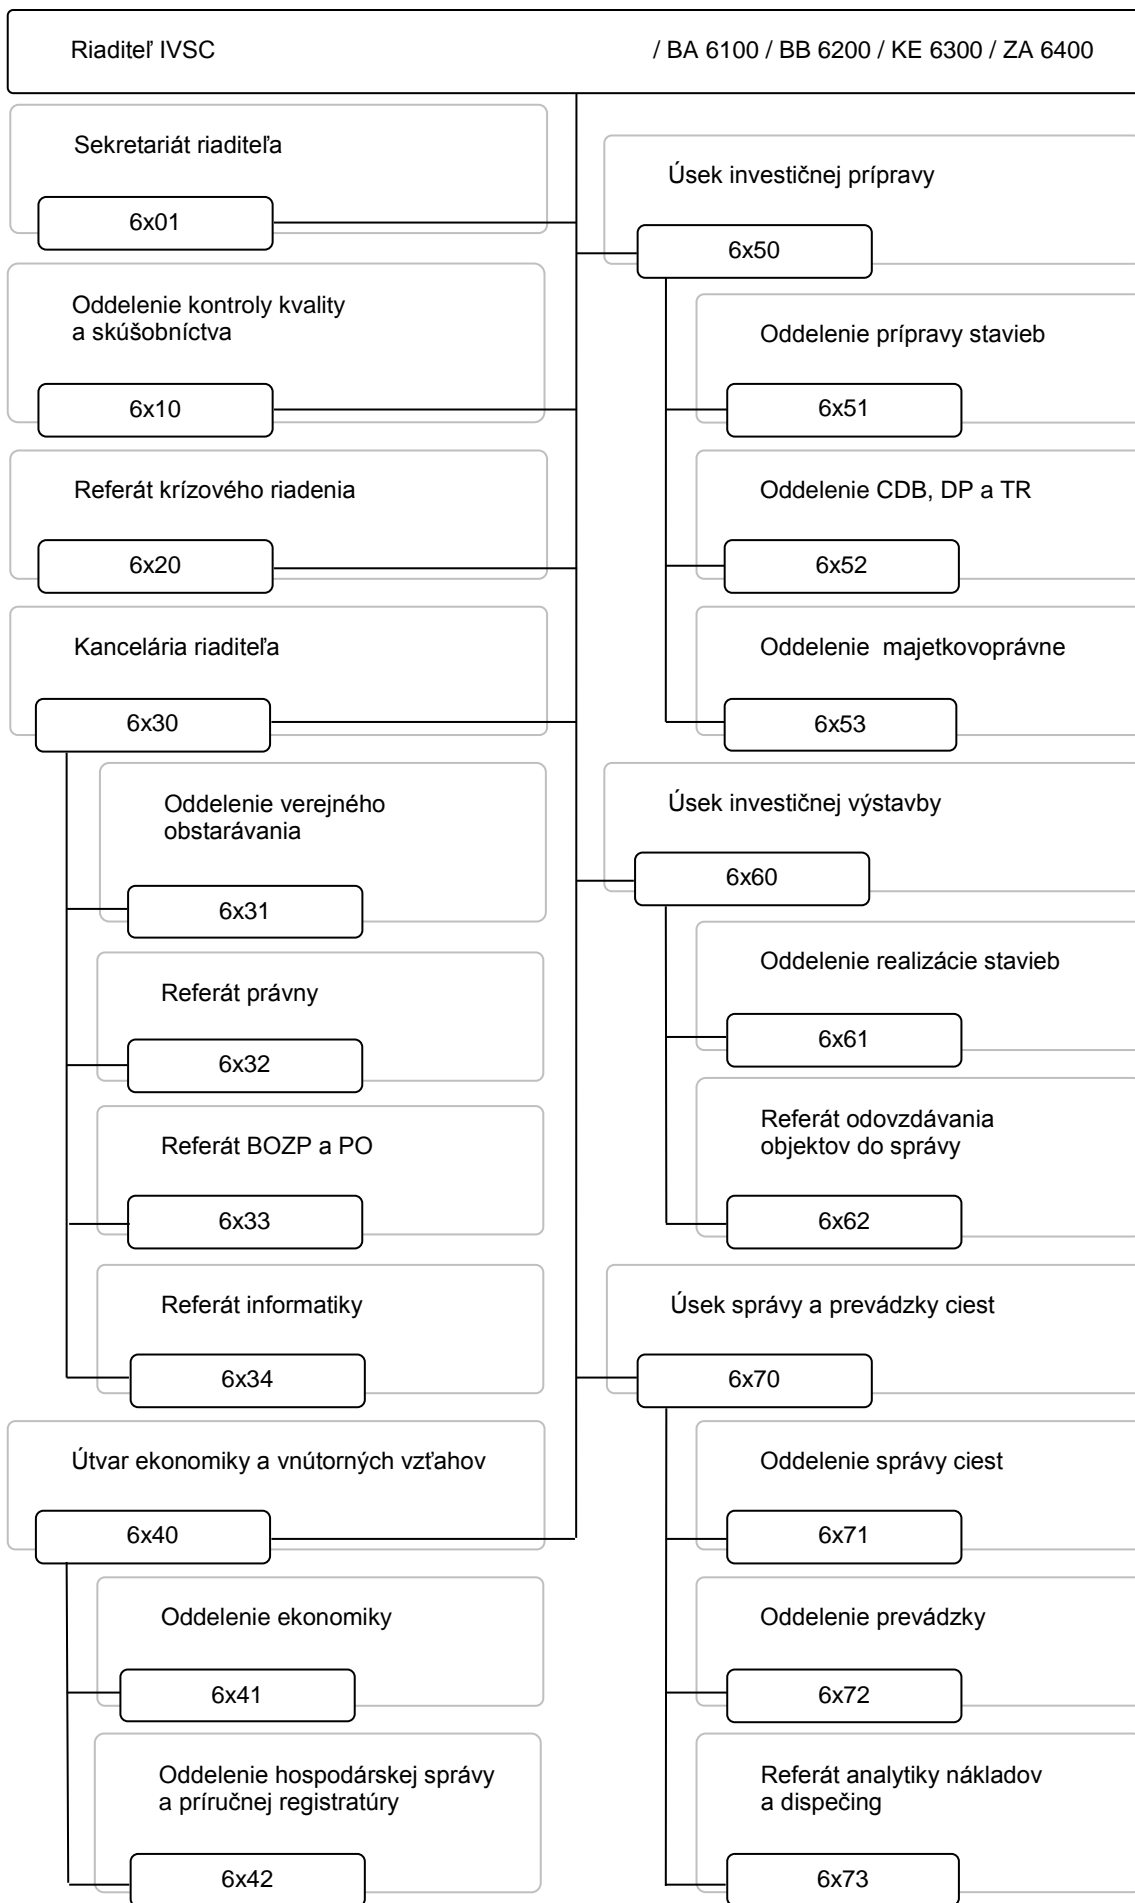 Riaditeľ IVSC / BA 6100 / BB 6200 / KE 6300 / ZA 6400
Sekretariát riaditeľa
6x01
Oddelenie kontroly kvality
a skúšobníctva
6x10
Referát krízového riadenia
6x20
Kancelária riaditeľa
6x30
Oddelenie verejného
obstarávania
6x31
Referát právny
6x32
Referát BOZP a PO
6x33
Referát informatiky
6x34
Útvar ekonomiky a vnútorných vzťahov
6x40
Oddelenie ekonomiky
6x41
Oddelenie hospodárskej správy
a príručnej registratúry
6x42
Úsek investičnej prípravy
6x50
Oddelenie prípravy stavieb
6x51
Oddelenie CDB, DP a TR
6x52
Oddelenie majetkovoprávne
6x53
Úsek investičnej výstavby
6x60
Oddelenie realizácie stavieb
6x61
Referát odovzdávania
objektov do správy
6x62
Úsek správy a prevádzky ciest
6x70
Oddelenie správy ciest
6x71
Oddelenie prevádzky
6x72
Referát analytiky nákladov
a dispečing
6x73